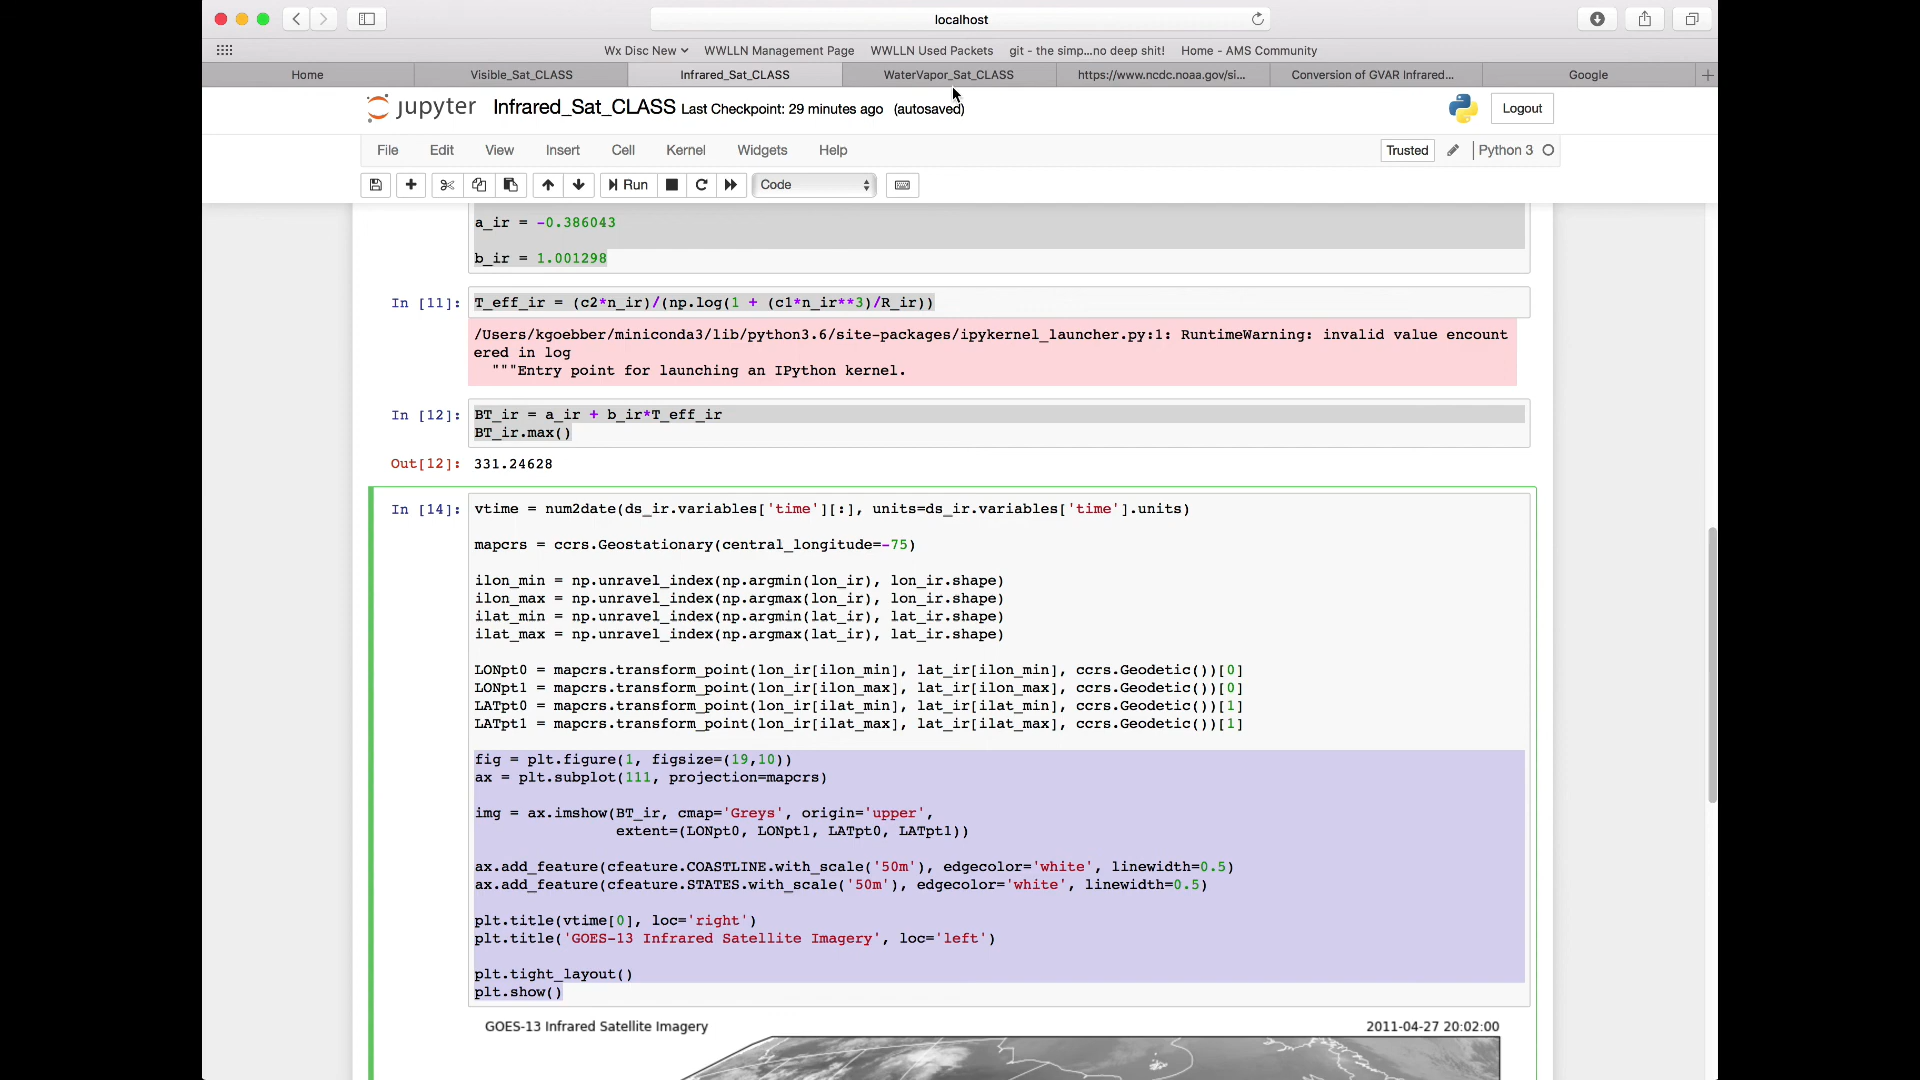 localhost
Wx Disc New WWLLN Management Page WWLLN Used Packets git - the simp...no deep shit! Home - AMS Community
Home Visible_Sat_CLASS Infrared_Sat_CLASS WaterVapor_Sat_CLASS https://www.ncdc.noaa.gov/si... Conversion of GVAR Infrared... Google
jupyter Infrared_Sat_CLASS Last Checkpoint: 29 minutes ago (autosaved) Logout
File Edit View Insert Cell Kernel Widgets Help Trusted Python 3
Run Code
a_ir = -0.386043
b_ir = 1.001298
In [11]: T_eff_ir = (c2*n_ir)/(np.log(1 + (c1*n_ir**3)/R_ir))
/Users/kgoebber/miniconda3/lib/python3.6/site-packages/ipykernel_launcher.py:1: RuntimeWarning: invalid value encount
ered in log
"""Entry point for launching an IPython kernel.
In [12]: BT_ir = a_ir + b_ir*T_eff_ir
BT_ir.max()
Out[12]: 331.24628
In [14]: vtime = num2date(ds_ir.variables['time'][:], units=ds_ir.variables['time'].units)
mapcrs = ccrs.Geostationary(central_longitude=-75)
ilon_min = np.unravel_index(np.argmin(lon_ir), lon_ir.shape)
ilon_max = np.unravel_index(np.argmax(lon_ir), lon_ir.shape)
ilat_min = np.unravel_index(np.argmin(lat_ir), lat_ir.shape)
ilat_max = np.unravel_index(np.argmax(lat_ir), lat_ir.shape)
LONpt0 = mapcrs.transform_point(lon_ir[ilon_min], lat_ir[ilon_min], ccrs.Geodetic())[0]
LONpt1 = mapcrs.transform_point(lon_ir[ilon_max], lat_ir[ilon_max], ccrs.Geodetic())[0]
LATpt0 = mapcrs.transform_point(lon_ir[ilat_min], lat_ir[ilat_min], ccrs.Geodetic())[1]
LATpt1 = mapcrs.transform_point(lon_ir[ilat_max], lat_ir[ilat_max], ccrs.Geodetic())[1]
fig = plt.figure(1, figsize=(19,10))
ax = plt.subplot(111, projection=mapcrs)
img = ax.imshow(BT_ir, cmap='Greys', origin='upper',
extent=(LONpt0, LONpt1, LATpt0, LATpt1))
ax.add_feature(cfeature.COASTLINE.with_scale('50m'), edgecolor='white', linewidth=0.5)
ax.add_feature(cfeature.STATES.with_scale('50m'), edgecolor='white', linewidth=0.5)
plt.title(vtime[0], loc='right')
plt.title('GOES-13 Infrared Satellite Imagery', loc='left')
plt.tight_layout()
plt.show()
GOES-13 Infrared Satellite Imagery 2011-04-27 20:02:00